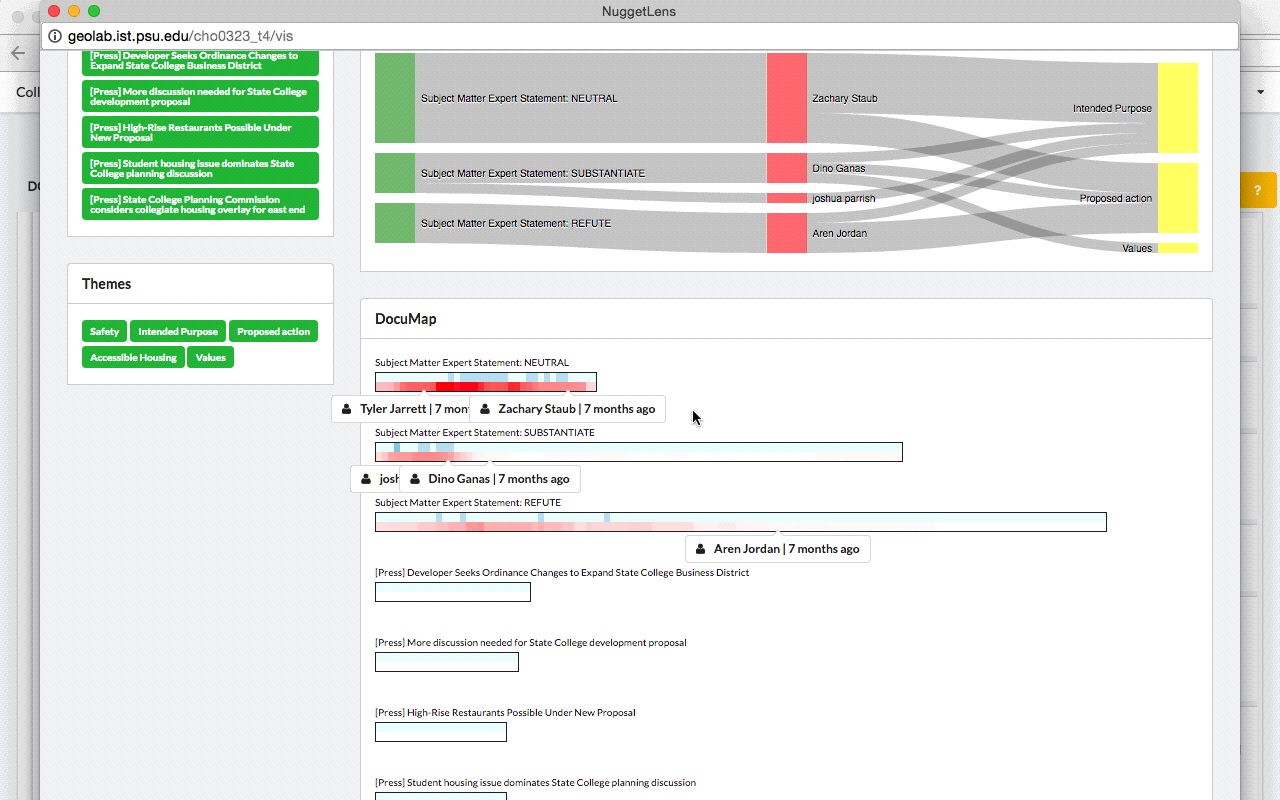 NuggetLens
geolab.ist.psu.edu/cho0323_t4/vis
Coll
DO
?
[Press] Developer Seeks Ordinance Changes to
Expand State College Business District
[Press] More discussion needed for State College
development proposal
[Press] High-Rise Restaurants Possible Under
New Proposal
[Press] Student housing issue dominates State
College planning discussion
[Press] State College Planning Commission
considers collegiate housing overlay for east end
Themes
Safety
Intended Purpose
Proposed action
Accessible Housing
Values
Subject Matter Expert Statement: NEUTRAL
Subject Matter Expert Statement: SUBSTANTIATE
Subject Matter Expert Statement: REFUTE
Zachary Staub
Dino Ganas
joshua parrish
Aren Jordan
Intended Purpose
Proposed action
Values
DocuMap
Subject Matter Expert Statement: NEUTRAL
Tyler Jarrett | 7 mon
Zachary Staub | 7 months ago
Subject Matter Expert Statement: SUBSTANTIATE
josh
Dino Ganas | 7 months ago
Subject Matter Expert Statement: REFUTE
Aren Jordan | 7 months ago
[Press] Developer Seeks Ordinance Changes to Expand State College Business District
[Press] More discussion needed for State College development proposal
[Press] High-Rise Restaurants Possible Under New Proposal
[Press] Student housing issue dominates State College planning discussion